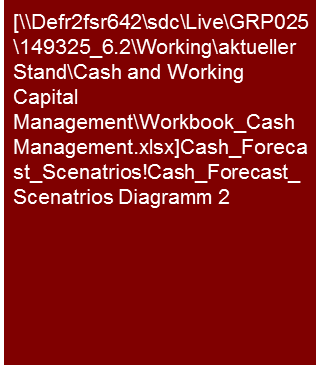 [\\Defr2fsr642\sdc\Live\GRP025
\149325_6.2\Working\aktueller
Stand\Cash and Working
Capital
Management\Workbook_Cash
Management.xlsx]Cash_Foreca
st_Scenatrios!Cash_Forecast_
Scenatrios Diagramm 2